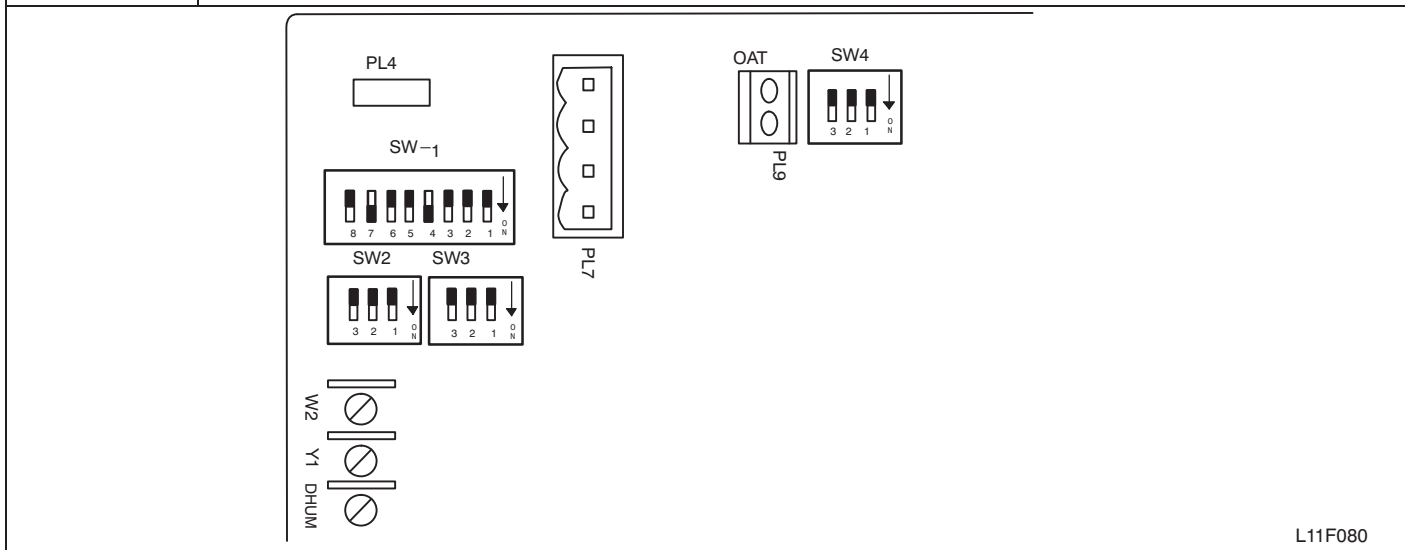 PL4
OAT
SW4
3 2 1 ON
PL9
SW–1
8 7 6 5 4 3 2 1 ON
PL7
SW2
SW3
3 2 1 ON
3 2 1 ON
W2
Y1
DHUM
L11F080